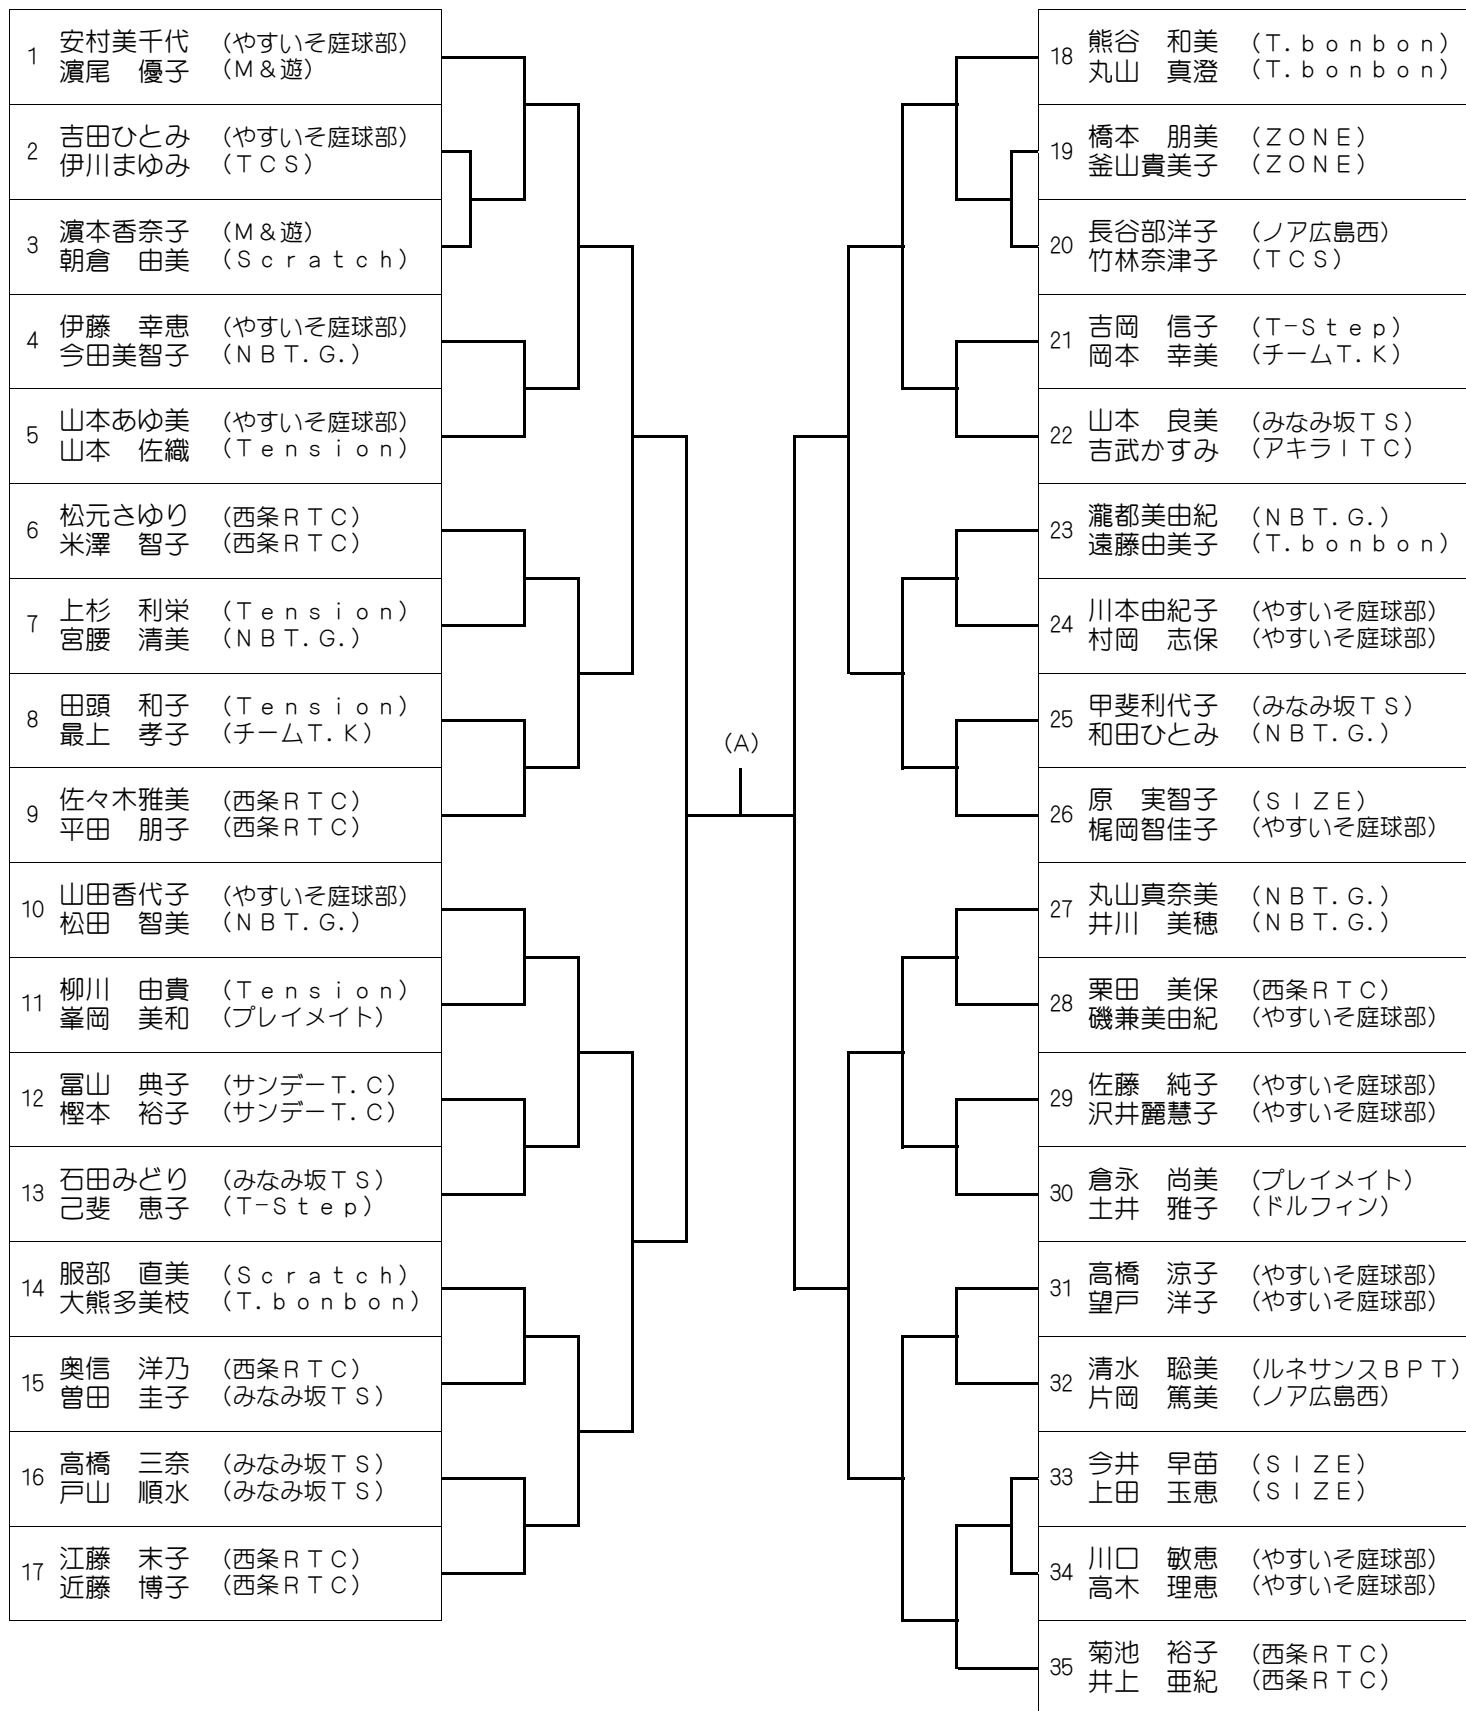 1 安村美千代 (やすいそ庭球部)
濵尾 優子 (M&遊)
2 吉田ひとみ (やすいそ庭球部)
伊川まゆみ (TCS)
3 濵本香奈子 (M&遊)
朝倉 由美 (Scratch)
4 伊藤 幸恵 (やすいそ庭球部)
今田美智子 (NBT.G.)
5 山本あゆ美 (やすいそ庭球部)
山本 佐織 (Tension)
6 松元さゆり (西条RTC)
米澤 智子 (西条RTC)
7 上杉 利栄 (Tension)
宮腰 清美 (NBT.G.)
8 田頭 和子 (Tension)
最上 孝子 (チームT.K)
9 佐々木雅美 (西条RTC)
平田 朋子 (西条RTC)
10 山田香代子 (やすいそ庭球部)
松田 智美 (NBT.G.)
11 柳川 由貴 (Tension)
峯岡 美和 (プレイメイト)
12 冨山 典子 (サンデーT.C)
樫本 裕子 (サンデーT.C)
13 石田みどり (みなみ坂TS)
己斐 恵子 (T-Step)
14 服部 直美 (Scratch)
大熊多美枝 (T.bonbon)
15 奥信 洋乃 (西条RTC)
曽田 圭子 (みなみ坂TS)
16 高橋 三奈 (みなみ坂TS)
戸山 順水 (みなみ坂TS)
17 江藤 末子 (西条RTC)
近藤 博子 (西条RTC)
(A)
18 熊谷 和美 (T.bonbon)
丸山 真澄 (T.bonbon)
19 橋本 朋美 (ZONE)
釜山貴美子 (ZONE)
20 長谷部洋子 (ノア広島西)
竹林奈津子 (TCS)
21 吉岡 信子 (T-Step)
岡本 幸美 (チームT.K)
22 山本 良美 (みなみ坂TS)
吉武かすみ (アキラITC)
23 瀧都美由紀 (NBT.G.)
遠藤由美子 (T.bonbon)
24 川本由紀子 (やすいそ庭球部)
村岡 志保 (やすいそ庭球部)
25 甲斐利代子 (みなみ坂TS)
和田ひとみ (NBT.G.)
26 原 実智子 (SIZE)
梶岡智佳子 (やすいそ庭球部)
27 丸山真奈美 (NBT.G.)
井川 美穂 (NBT.G.)
28 栗田 美保 (西条RTC)
磯兼美由紀 (やすいそ庭球部)
29 佐藤 純子 (やすいそ庭球部)
沢井麗慧子 (やすいそ庭球部)
30 倉永 尚美 (プレイメイト)
土井 雅子 (ドルフィン)
31 高橋 涼子 (やすいそ庭球部)
望戸 洋子 (やすいそ庭球部)
32 清水 聡美 (ルネサンスBPT)
片岡 篤美 (ノア広島西)
33 今井 早苗 (SIZE)
上田 玉恵 (SIZE)
34 川口 敏恵 (やすいそ庭球部)
高木 理恵 (やすいそ庭球部)
35 菊池 裕子 (西条RTC)
井上 亜紀 (西条RTC)